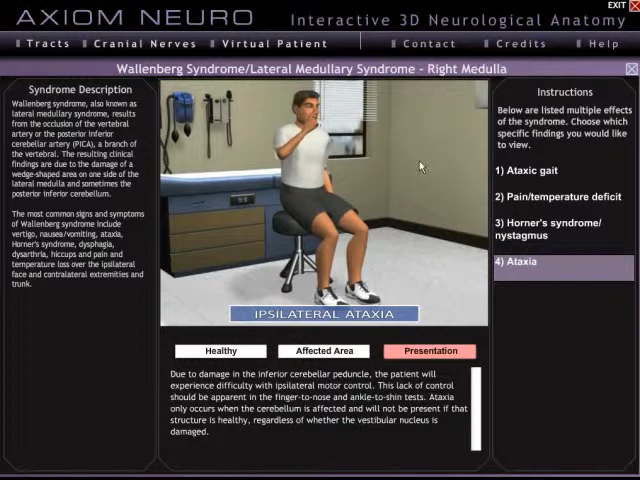 EXIT
AXIOM NEURO
Interactive 3D Neurological Anatomy
Tracts
Cranial Nerves
Virtual Patient
Contact
Credits
Help
Wallenberg Syndrome/Lateral Medullary Syndrome - Right Medulla
Syndrome Description
Wallenberg syndrome, also known as
lateral medullary syndrome, results
from the occlusion of the vertebral
artery or the posterior inferior
cerebellar artery (PICA), a branch of
the vertebral. The resulting clinical
findings are due to the damage of a
wedge-shaped area on one side of the
lateral medulla and sometimes the
posterior inferior cerebellum.
The most common signs and symptoms
of Wallenberg syndrome include
vertigo, nausea/vomiting, ataxia,
Horner's syndrome, dysphagia,
dysarthria, hiccups and pain and
temperature loss over the ipsilateral
face and contralateral extremities and
trunk.
IPSILATERAL ATAXIA
Healthy
Affected Area
Presentation
Due to damage in the inferior cerebellar peduncle, the patient will
experience difficulty with ipsilateral motor control. This lack of control
should be apparent in the finger-to-nose and ankle-to-shin tests. Ataxia
only occurs when the cerebellum is affected and will not be present if that
structure is healthy, regardless of whether the vestibular nucleus is
damaged.
Instructions
Below are listed multiple effects
of the syndrome. Choose which
specific findings you would like
to view.
1) Ataxic gait
2) Pain/temperature deficit
3) Horner's syndrome/
nystagmus
4) Ataxia